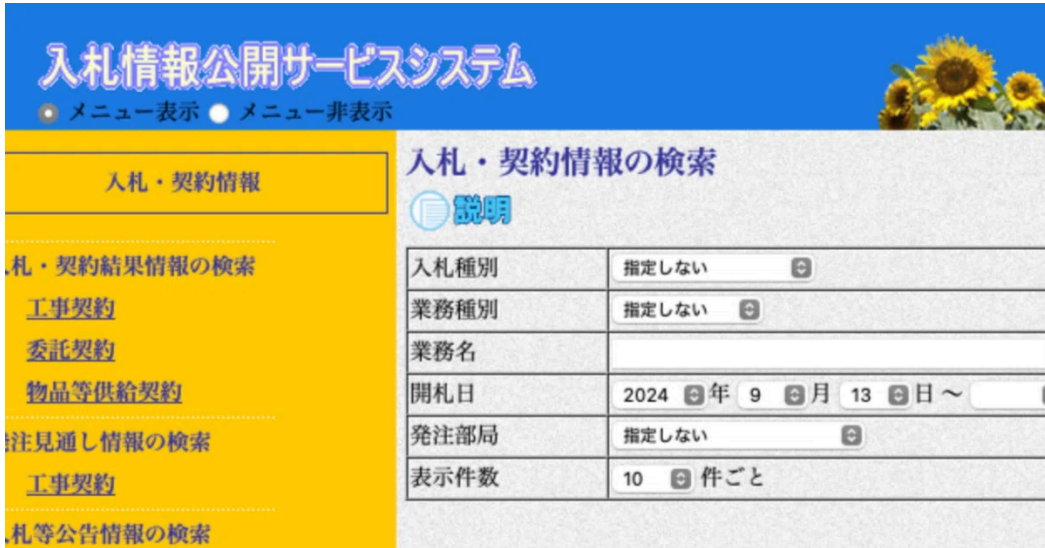 入札情報公開サービスシステム
メニュー表示 メニュー非表示
入札・契約情報
札・契約結果情報の検索
工事契約
委託契約
物品等供給契約
注見通し情報の検索
工事契約
札等公告情報の検索
入札・契約情報の検索
説明
入札種別 指定しない
業務種別 指定しない
業務名
開札日 2024 年 9 月 13 日 ～
発注部局 指定しない
表示件数 10 件ごと